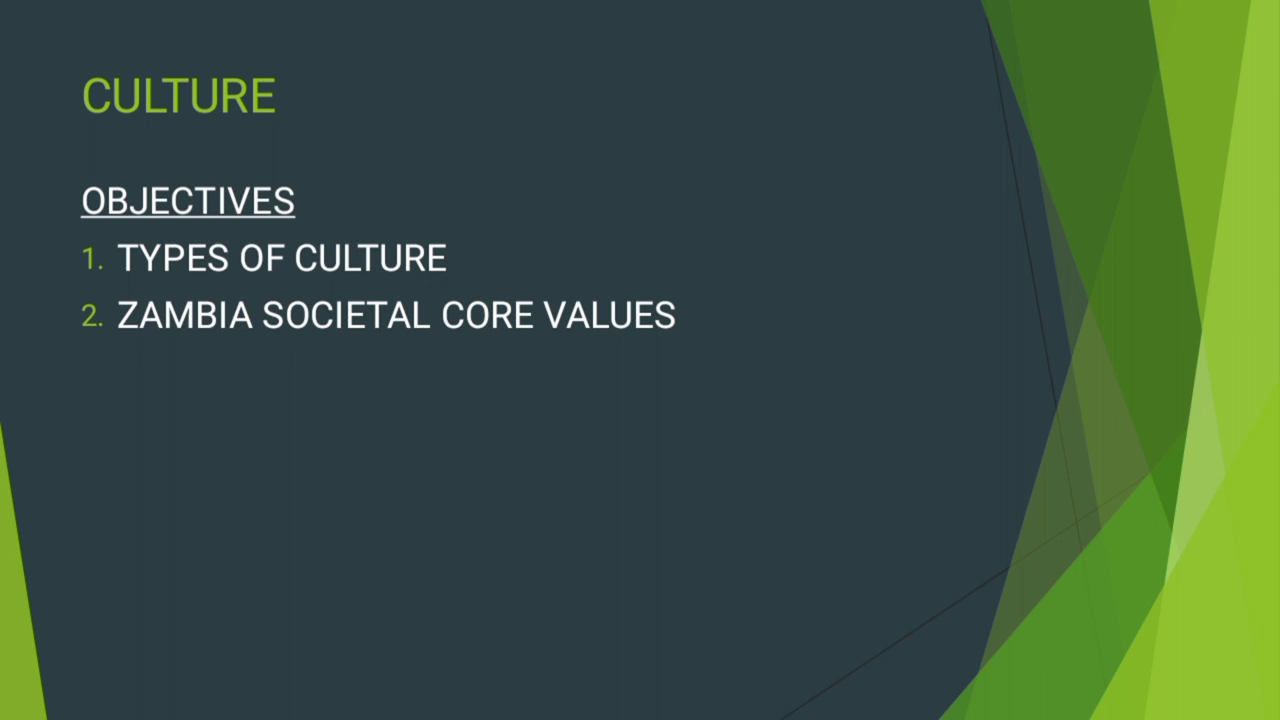 CULTURE
OBJECTIVES
1. TYPES OF CULTURE
2. ZAMBIA SOCIETAL CORE VALUES